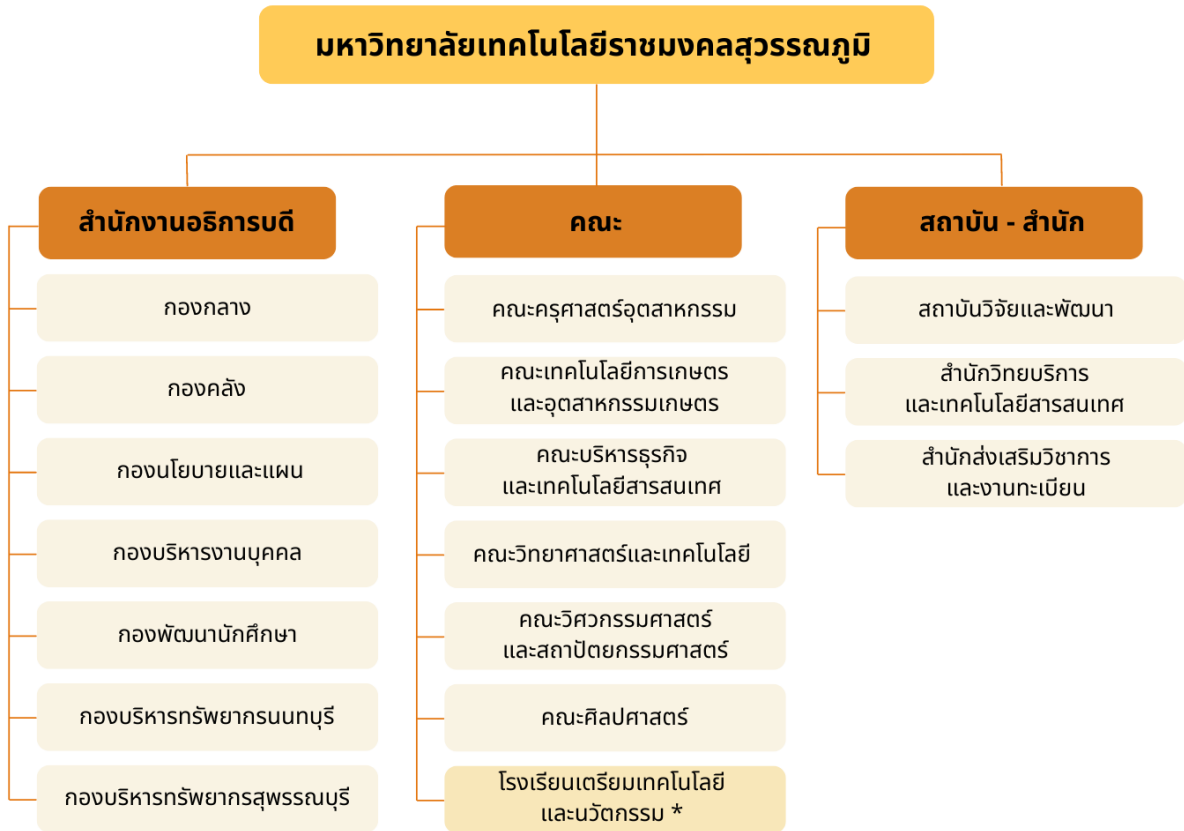 มหาวิทยาลัยเทคโนโลยีราชมงคลสุวรรณภูมิ
สำนักงานอธิการบดี
กองกลาง
กองคลัง
กองนโยบายและแผน
กองบริหารงานบุคคล
กองพัฒนานักศึกษา
กองบริหารทรัพยากรนนทบุรี
กองบริหารทรัพยากรสุพรรณบุรี
คณะ
คณะครุศาสตร์อุตสาหกรรม
คณะเทคโนโลยีการเกษตร
และอุตสาหกรรมเกษตร
คณะบริหารธุรกิจ
และเทคโนโลยีสารสนเทศ
คณะวิทยาศาสตร์และเทคโนโลยี
คณะวิศวกรรมศาสตร์
และสถาปัตยกรรมศาสตร์
คณะศิลปศาสตร์
โรงเรียนเตรียมเทคโนโลยี
และนวัตกรรม *
สถาบัน - สำนัก
สถาบันวิจัยและพัฒนา
สำนักวิทยบริการ
และเทคโนโลยีสารสนเทศ
สำนักส่งเสริมวิชาการ
และงานทะเบียน